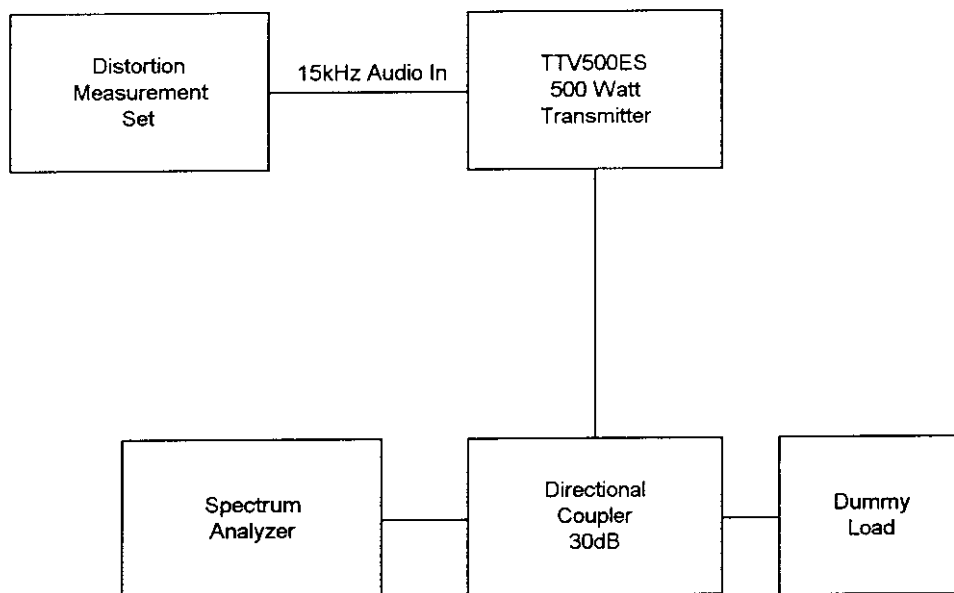 Distortion
Measurement
Set
15kHz Audio In
TTV500ES
500 Watt
Transmitter
Spectrum
Analyzer
Directional
Coupler
30dB
Dummy
Load